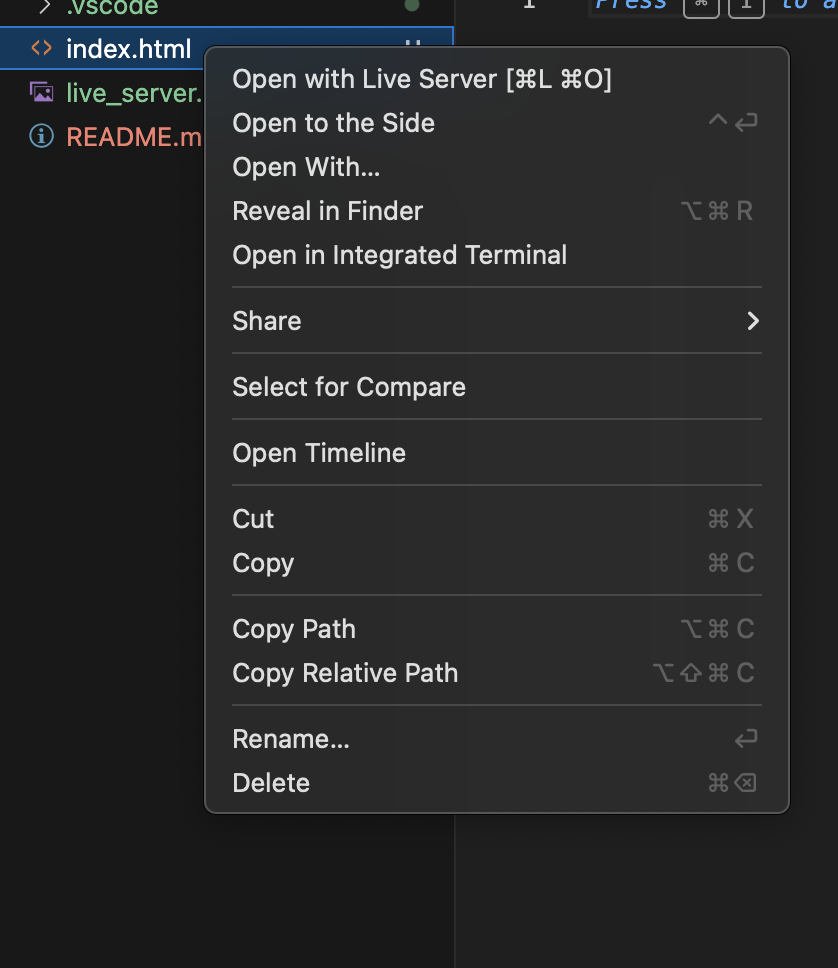 .vscode
1 Press ⌘ I to a
index.html
live_server.
README.m
Open with Live Server [⌘L ⌘O]
Open to the Side ⌃⏎
Open With...
Reveal in Finder ⌥⌘R
Open in Integrated Terminal
Share
Select for Compare
Open Timeline
Cut ⌘X
Copy ⌘C
Copy Path ⌥⌘C
Copy Relative Path ⌥⇧⌘C
Rename... ⏎
Delete ⌘⌫